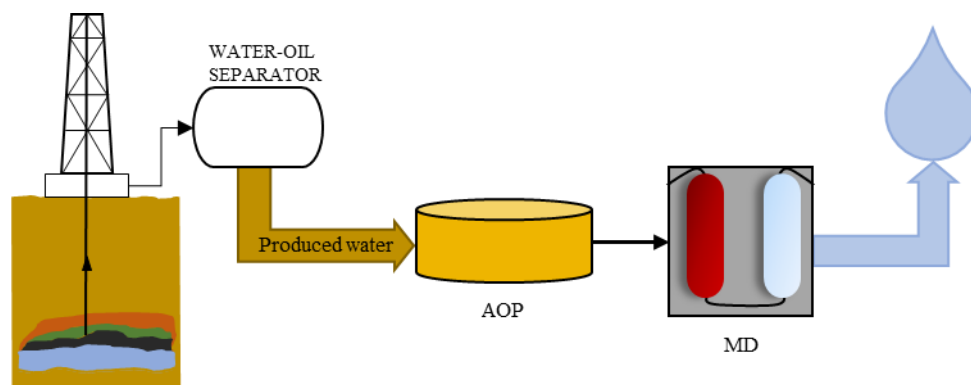 WATER-OIL
SEPARATOR
Produced water
AOP
MD